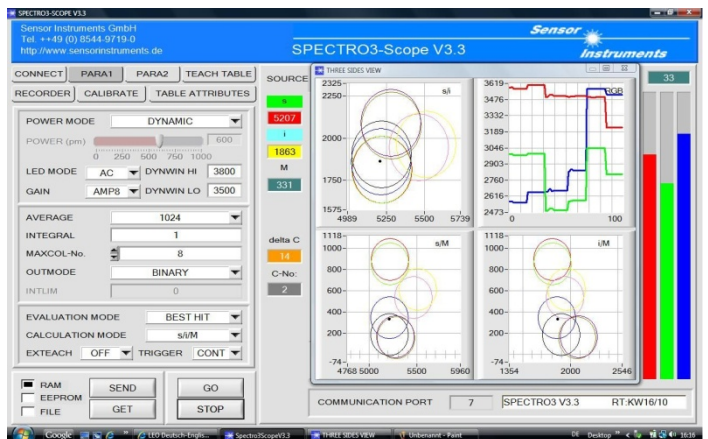 SPECTRO3-SCOPE V3.3
Sensor Instruments GmbH
Tel. ++49 (0) 8544-9719-0
http://www.sensorinstruments.de
SPECTRO3-Scope V3.3
Sensor
Instruments
CONNECT PARA1 PARA2 TEACH TABLE
RECORDER CALIBRATE TABLE ATTRIBUTES
POWER MODE DYNAMIC
POWER (pm) 600
0 250 500 750 1000
LED MODE AC DYNWIN HI 3800
GAIN AMP8 DYNWIN LO 3500
AVERAGE 1024
INTEGRAL 1
MAXCOL-No. 8
OUTMODE BINARY
INTLIM 0
EVALUATION MODE BEST HIT
CALCULATION MODE s/i/M
EXTEACH OFF TRIGGER CONT
RAM
EEPROM
FILE
SEND GO
GET STOP
SOURCE
s
5207
i
1863
M
331
delta C
14
C-No:
2
THREE SIDES VIEW
2325
2250
2000
1750
1575
4989 5250 5500 5739
s/i
3619
3476
3332
3189
3046
2903
2760
2616
2473
0 100
RGB
1118
1000
800
600
400
200
-74
4768 5000 5500 5960
s/M
1118
1000
800
600
400
200
-74
1354 2000 2546
i/M
33
COMMUNICATION PORT 7 SPECTRO3 V3.3 RT:KW16/10
Google LEO Deutsch-Englis... Spectro3ScopeV3.3 THREE SIDES VIEW Unbenannt - Paint DE Desktop 16:16